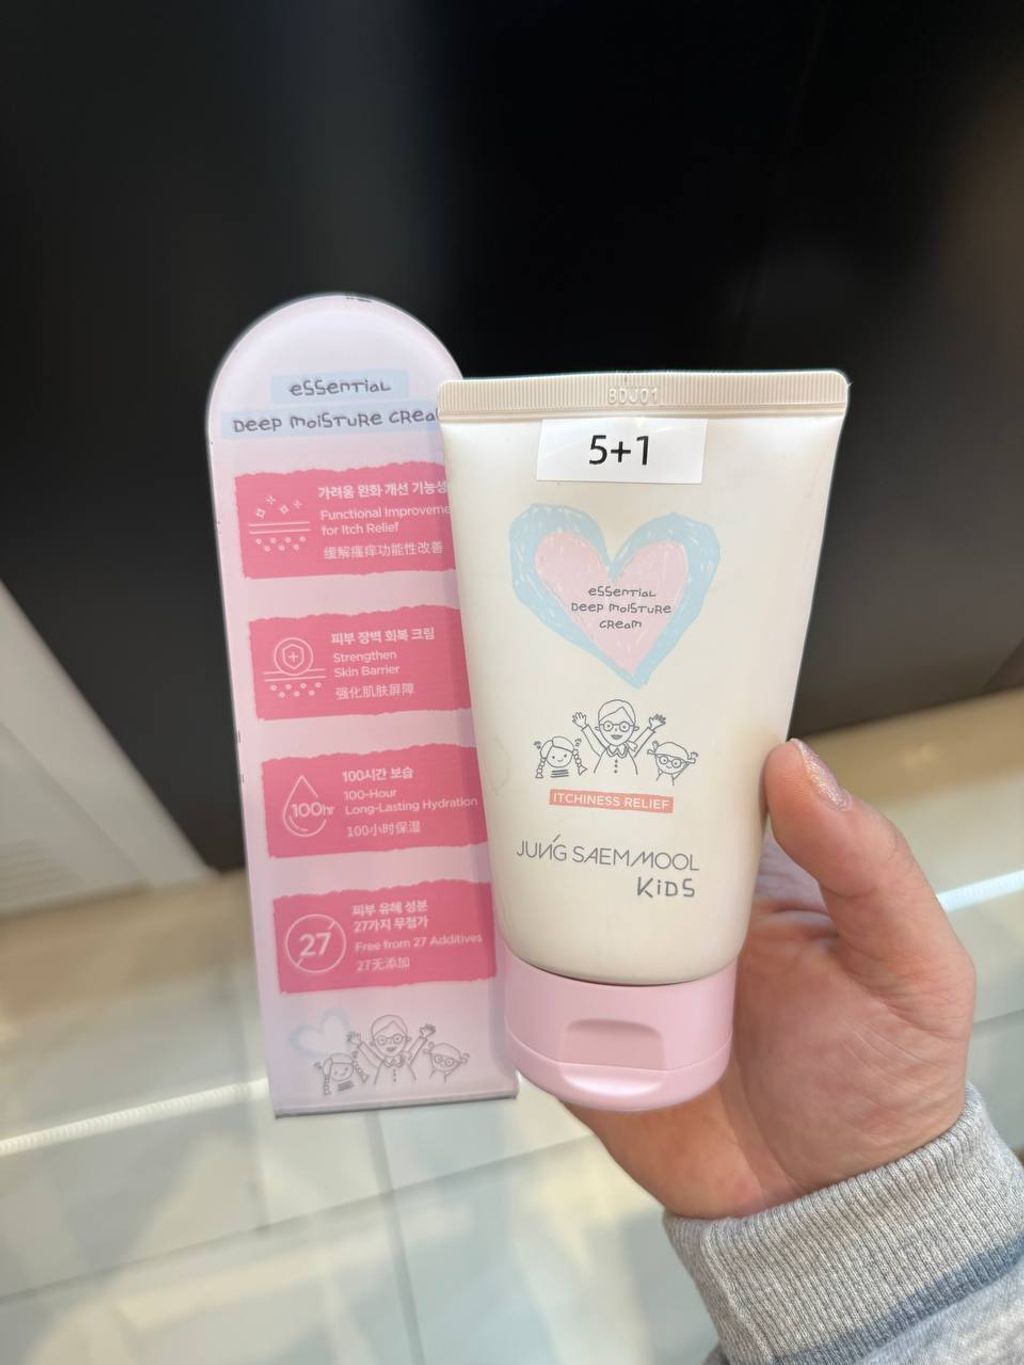 essential
Deep moisture cream
가려움 완화 개선 기능성
Functional Improveme
for Itch Relief
缓解瘙痒功能性改善
피부 장벽 회복 크림
Strengthen
Skin Barrier
强化肌肤屏障
100hr
100시간 보습
100-Hour
Long-Lasting Hydration
100小时保湿
27
피부 유해 성분
27가지 무첨가
Free from 27 Additives
27无添加
BDJ01
5+1
essential
Deep moisture
cream
ITCHINESS RELIEF
JUNG SAEM MOOL
KiDS